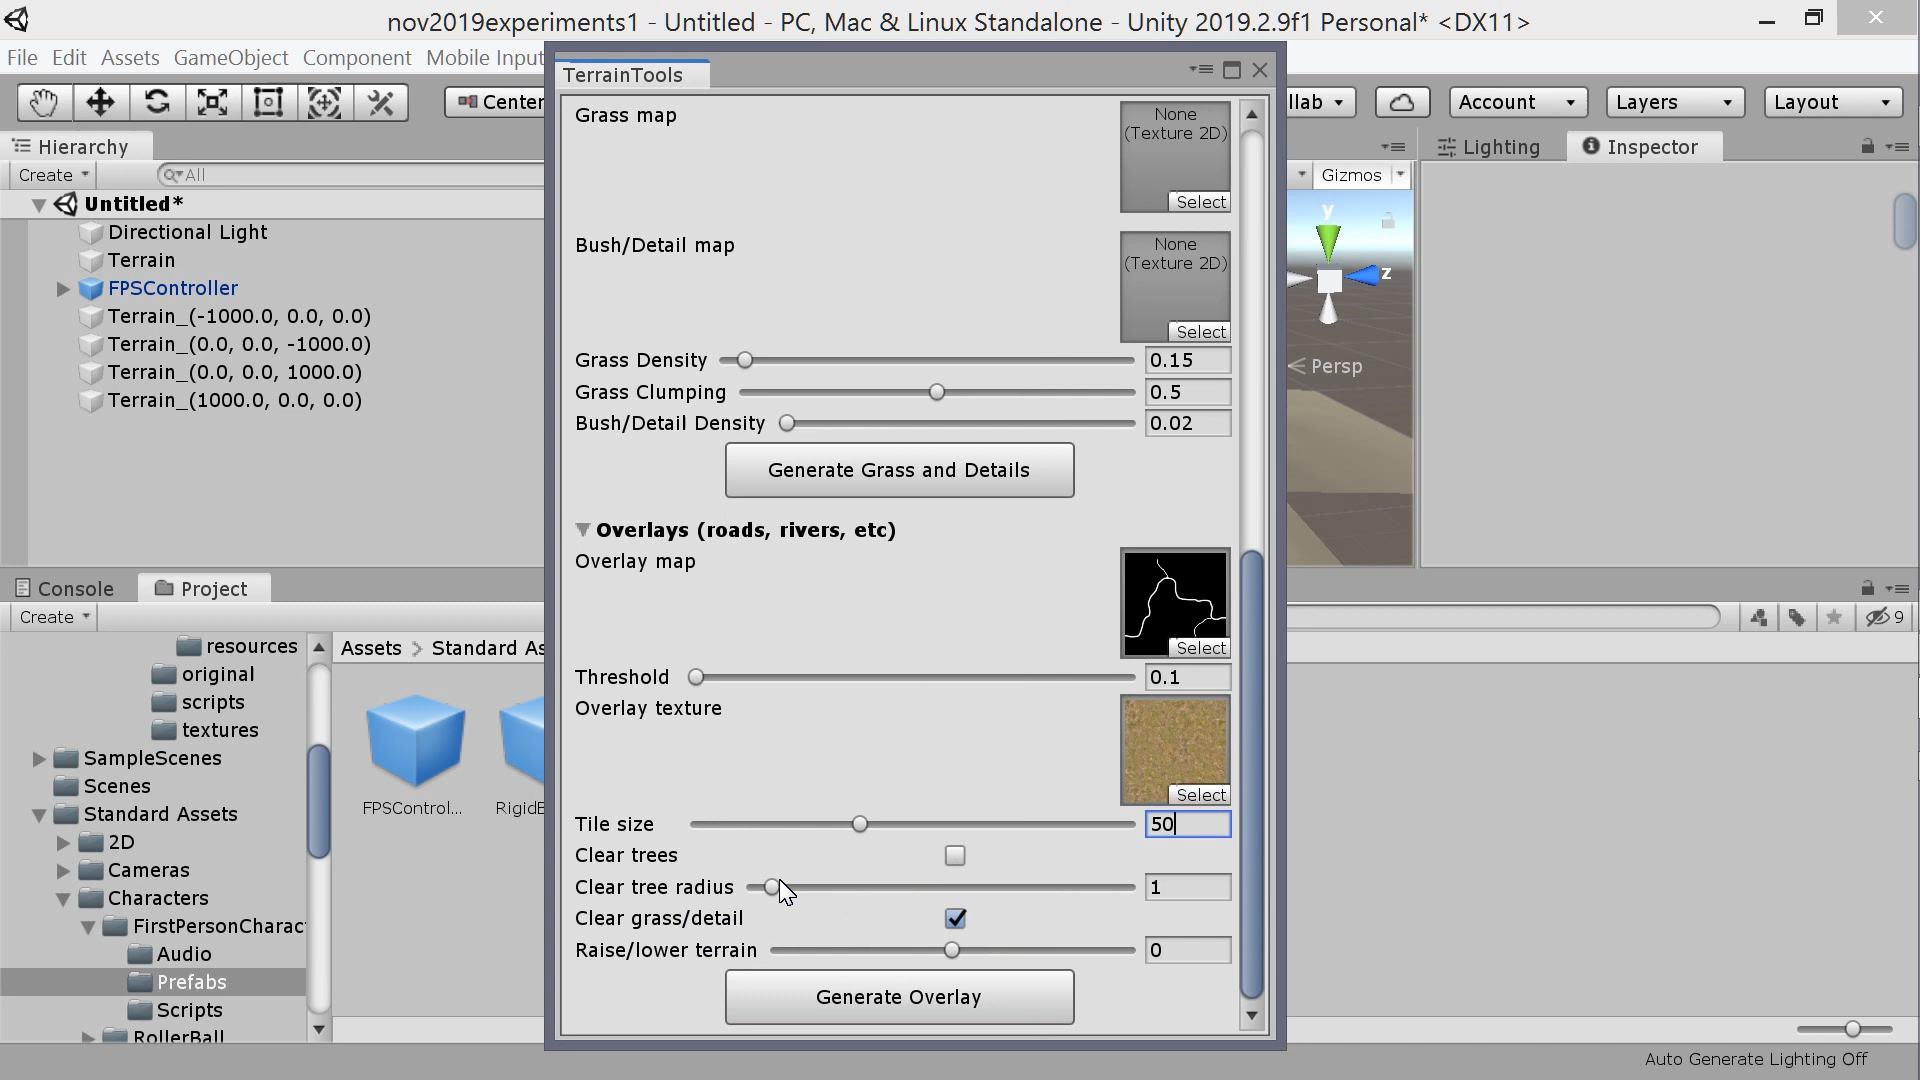 nov2019experiments1 - Untitled - PC, Mac & Linux Standalone - Unity 2019.2.9f1 Personal* <DX11>
File Edit Assets GameObject Component Mobile Input
Center
llab
Account
Layers
Layout
TerrainTools
Hierarchy
Create
All
Untitled*
Directional Light
Terrain
FPSController
Terrain_(-1000.0, 0.0, 0.0)
Terrain_(0.0, 0.0, -1000.0)
Terrain_(0.0, 0.0, 1000.0)
Terrain_(1000.0, 0.0, 0.0)
Grass map
None
(Texture 2D)
Select
Bush/Detail map
None
(Texture 2D)
Select
Grass Density 0.15
Grass Clumping 0.5
Bush/Detail Density 0.02
Generate Grass and Details
Overlays (roads, rivers, etc)
Overlay map
Select
Threshold 0.1
Overlay texture
Select
Tile size 50
Clear trees
Clear tree radius 1
Clear grass/detail
Raise/lower terrain 0
Generate Overlay
Gizmos
y
z
Persp
Lighting
Inspector
Console
Project
Create
9
resources
original
scripts
textures
SampleScenes
Scenes
Standard Assets
2D
Cameras
Characters
FirstPersonCharac
Audio
Prefabs
Scripts
RollerBall
Assets > Standard As
FPSControl...
RigidB
Auto Generate Lighting Off